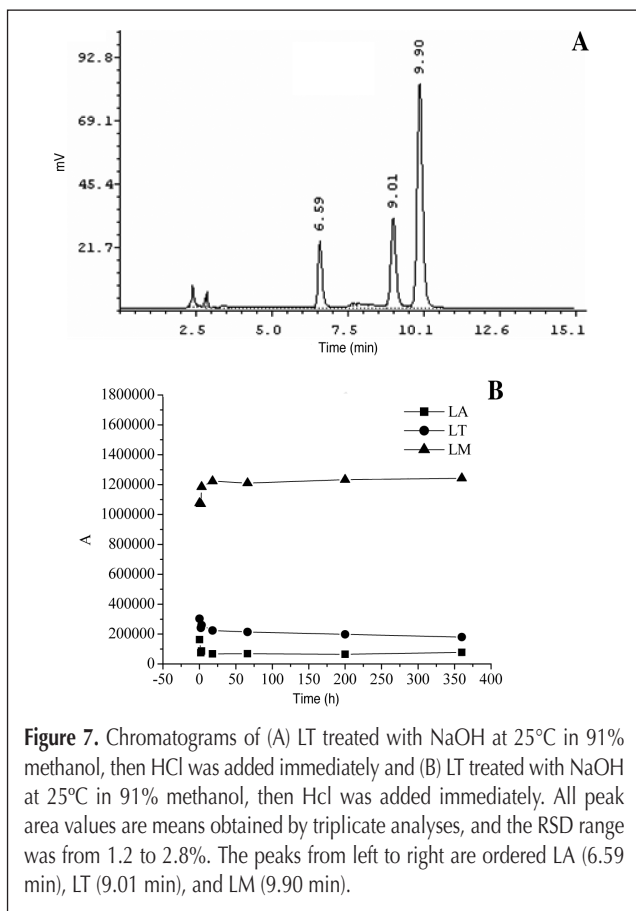 A
92.8
69.1
45.4
21.7
mV
6.59
9.01
9.90
2.5 5.0 7.5 10.1 12.6 15.1
Time (min)
B
1800000
1600000
1400000
1200000
1000000
800000
600000
400000
200000
0
A
LA
LT
LM
-50 0 50 100 150 200 250 300 350 400
Time (h)
Figure 7. Chromatograms of (A) LT treated with NaOH at 25°C in 91%
methanol, then HCl was added immediately and (B) LT treated with NaOH
at 25ºC in 91% methanol, then Hcl was added immediately. All peak
area values are means obtained by triplicate analyses, and the RSD range
was from 1.2 to 2.8%. The peaks from left to right are ordered LA (6.59
min), LT (9.01 min), and LM (9.90 min).